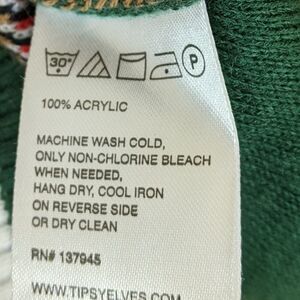 30°
P
100% ACRYLIC
MACHINE WASH COLD,
ONLY NON-CHLORINE BLEACH
WHEN NEEDED,
HANG DRY, COOL IRON
ON REVERSE SIDE
OR DRY CLEAN
RN# 137945
WWW.TIPSYELVES.COM